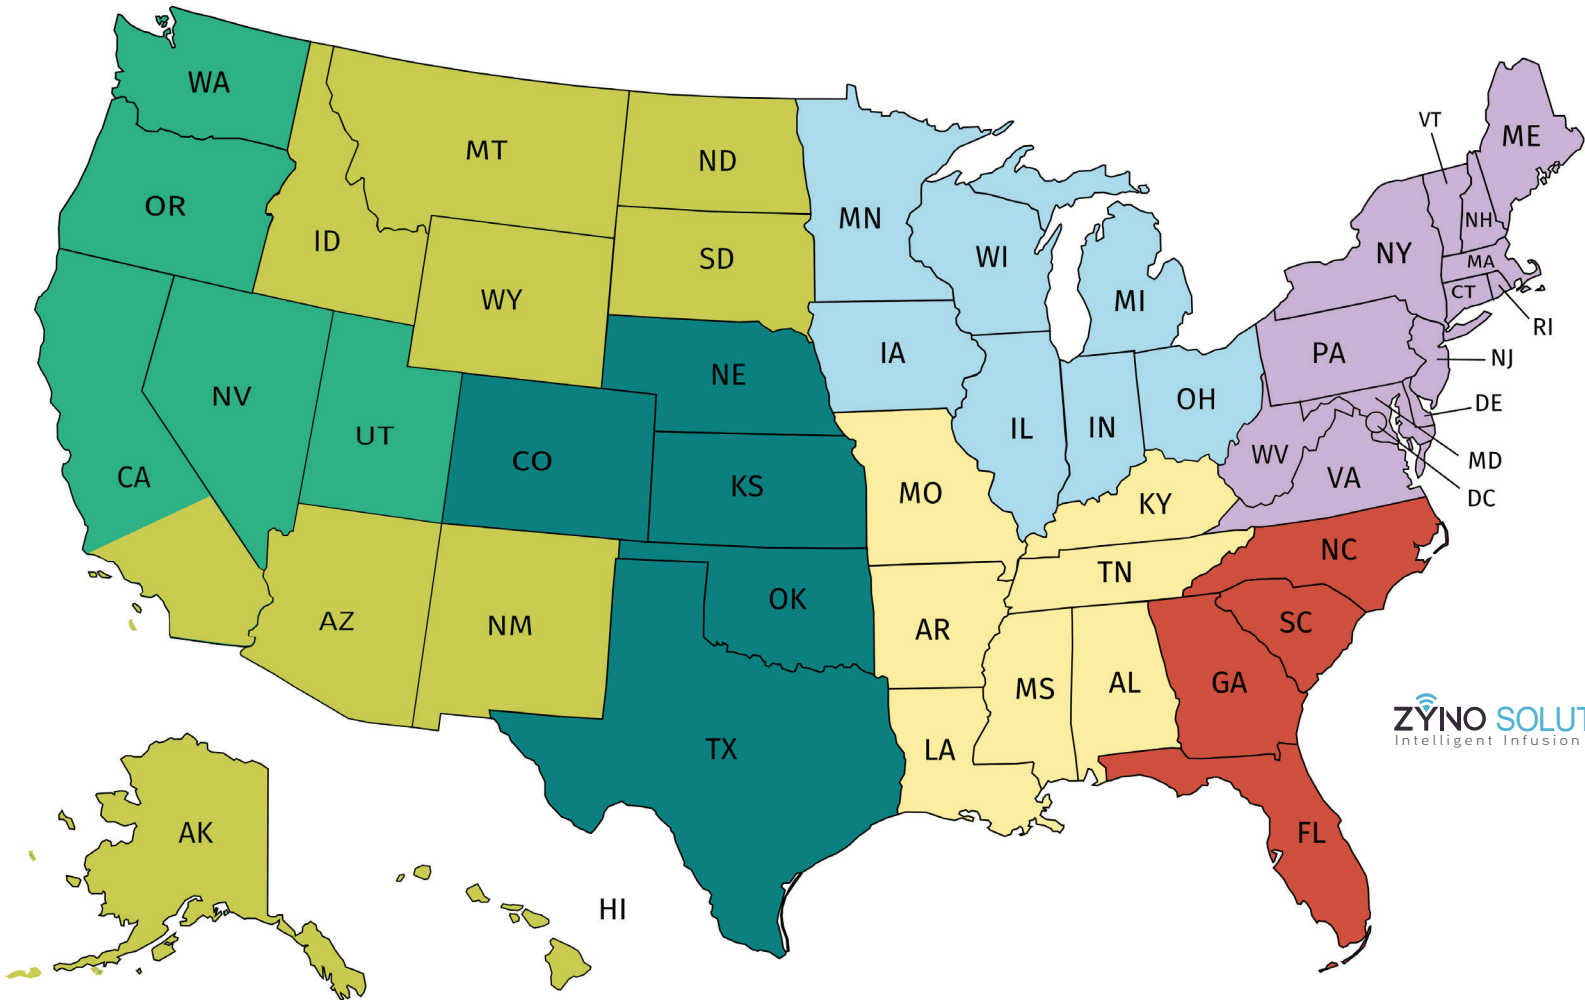 WA
OR
CA
NV
ID
MT
WY
UT
AZ
CO
NM
ND
SD
NE
KS
OK
TX
MN
IA
MO
AR
LA
WI
IL
MI
IN
OH
KY
TN
MS
AL
GA
FL
SC
NC
VA
WV
PA
NY
VT
NH
ME
MA
CT
RI
NJ
DE
MD
DC
AK
HI
ZYNO SOLUT
Intelligent Infusion